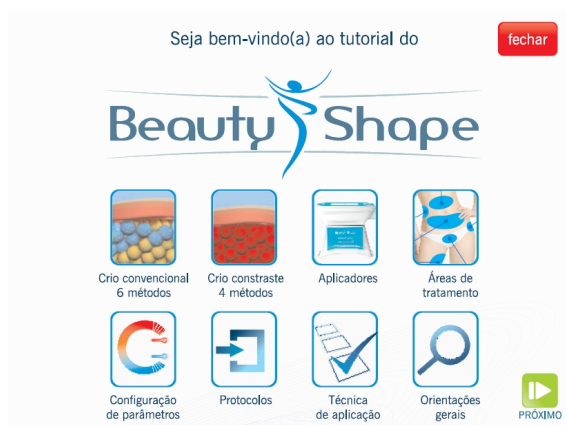 Seja bem-vindo(a) ao tutorial do
fechar
Beauty Shape
Crio convencional
6 métodos
Crio constraste
4 métodos
Aplicadores
Áreas de
tratamento
Configuração
de parâmetros
Protocolos
Técnica
de aplicação
Orientações
gerais
PRÓXIMO